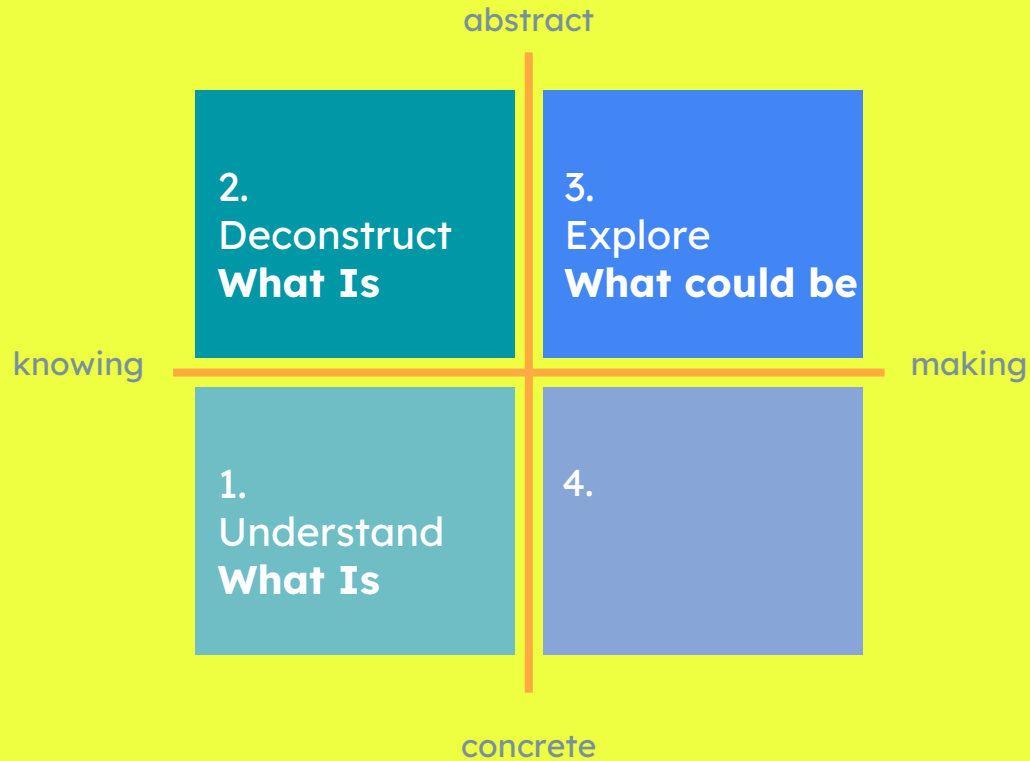 abstract
2.
Deconstruct
What Is
3.
Explore
What could be
knowing
making
1.
Understand
What Is
4.
concrete